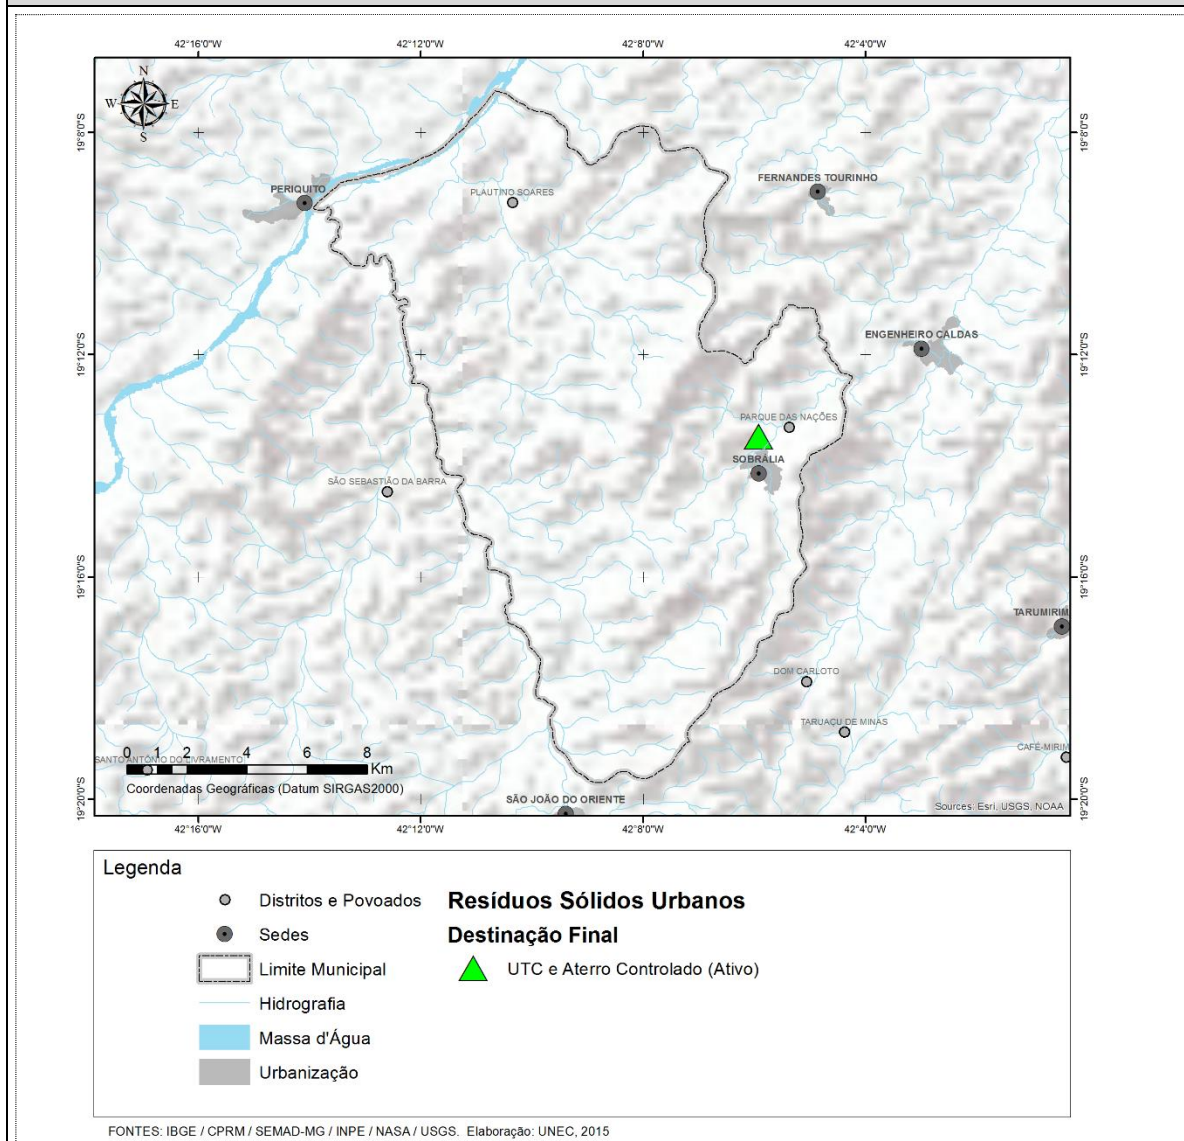 42°16'0"W 42°12'0"W 42°8'0"W 42°4'0"W
N
W E
S
19°8'0"S 19°8'0"S
PERIQUITO
PLAUTINO SOARES
FERNANDES TOURINHO
ENGENHEIRO CALDAS
19°12'0"S 19°12'0"S
PARQUE DAS NAÇÕES
SOBRÁLIA
SÃO SEBASTIÃO DA BARRA
19°16'0"S 19°16'0"S
TARUMIRIM
DOM CARLOTO
TARUAÇU DE MINAS
CAFÉ-MIRIM
0 1 2 4 6 8
SANTO ANTÔNIO DO LIVRAMENTO
Km
Coordenadas Geográficas (Datum SIRGAS2000)
SÃO JOÃO DO ORIENTE
Sources: Esri, USGS, NOAA
19°20'0"S 19°20'0"S
42°16'0"W 42°12'0"W 42°8'0"W 42°4'0"W
Legenda
Distritos e Povoados
Sedes
Limite Municipal
Hidrografia
Massa d'Água
Urbanização
Resíduos Sólidos Urbanos
Destinação Final
UTC e Aterro Controlado (Ativo)
FONTES: IBGE / CPRM / SEMAD-MG / INPE / NASA / USGS. Elaboração: UNEC, 2015